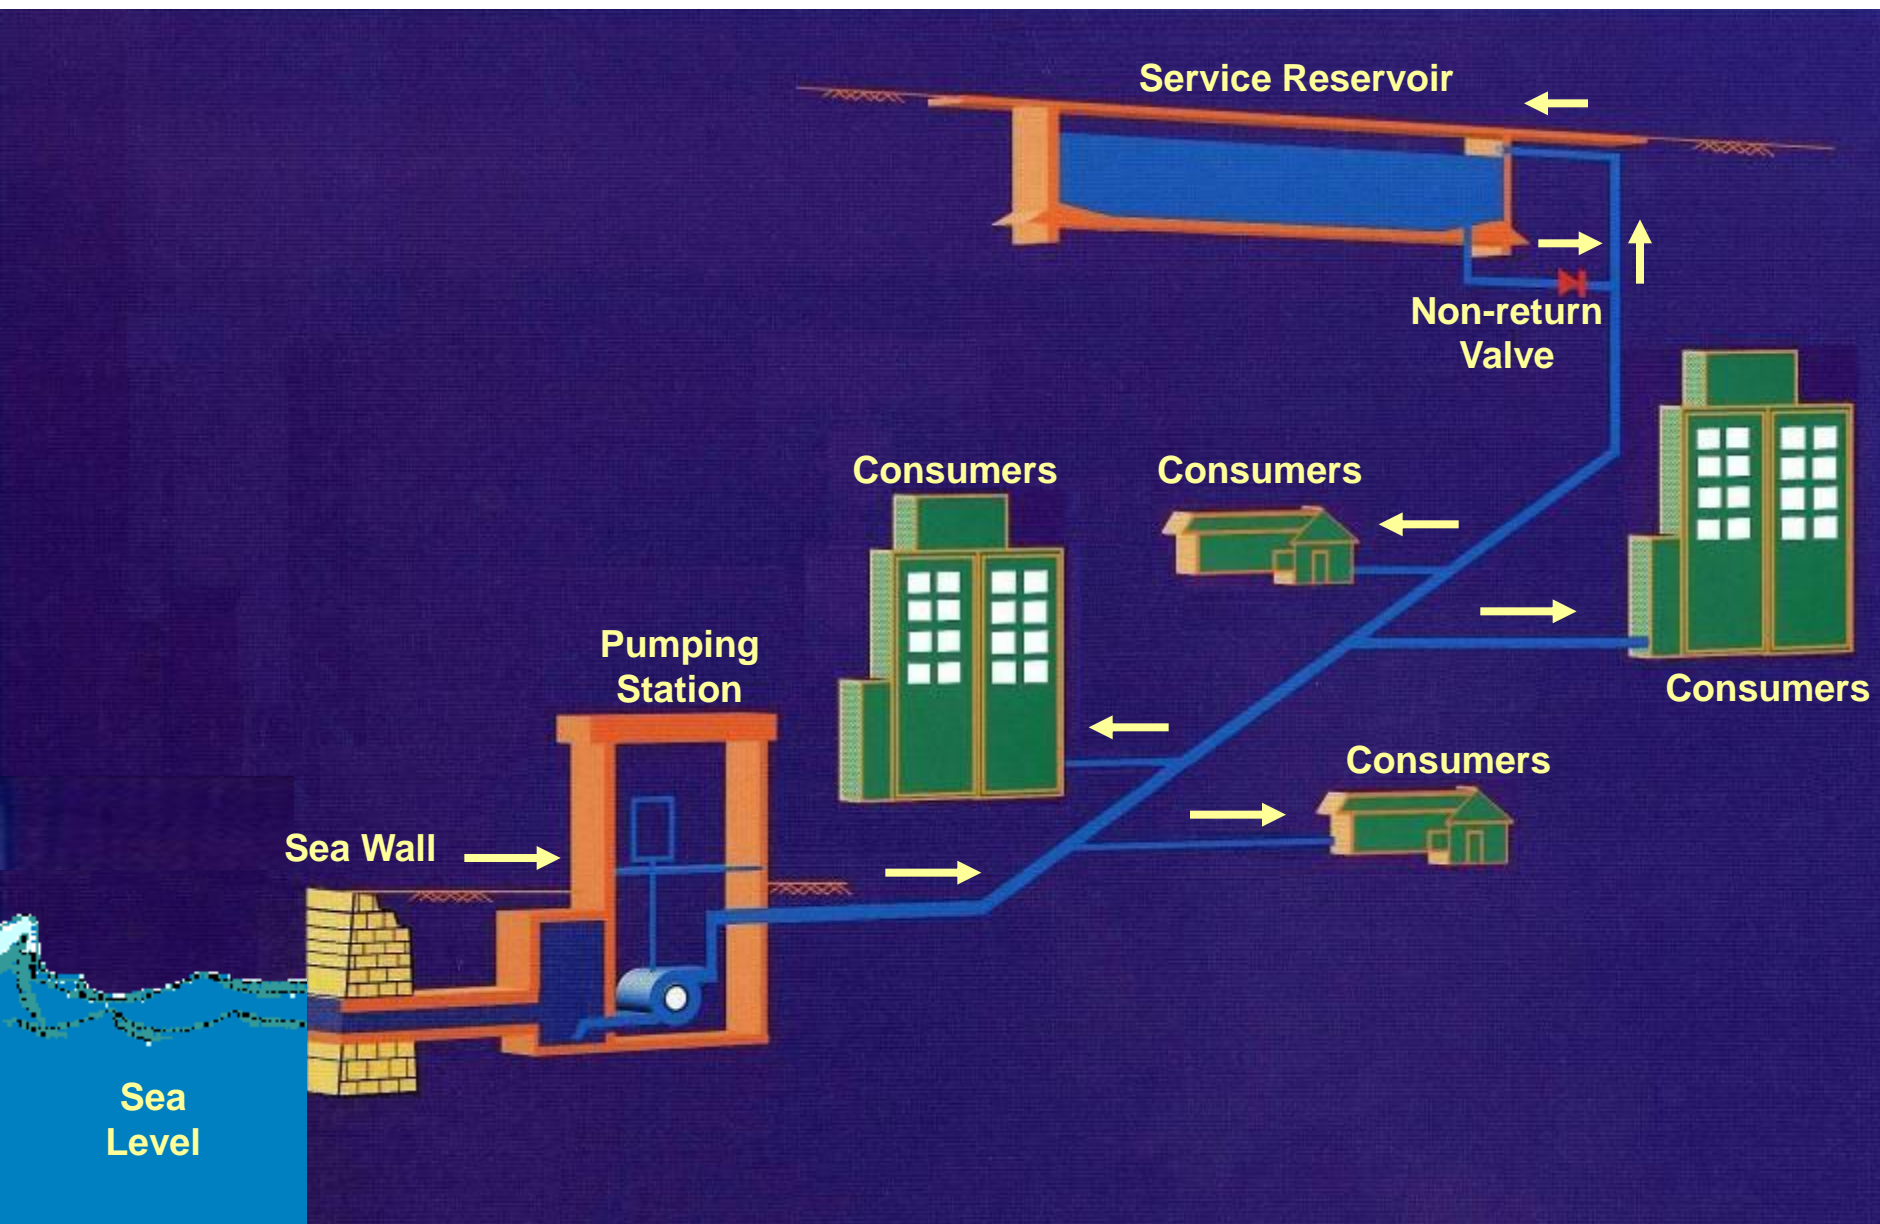 Service Reservoir
Non-return
Valve
Consumers
Consumers
Pumping
Station
Consumers
Consumers
Sea Wall
Sea
Level